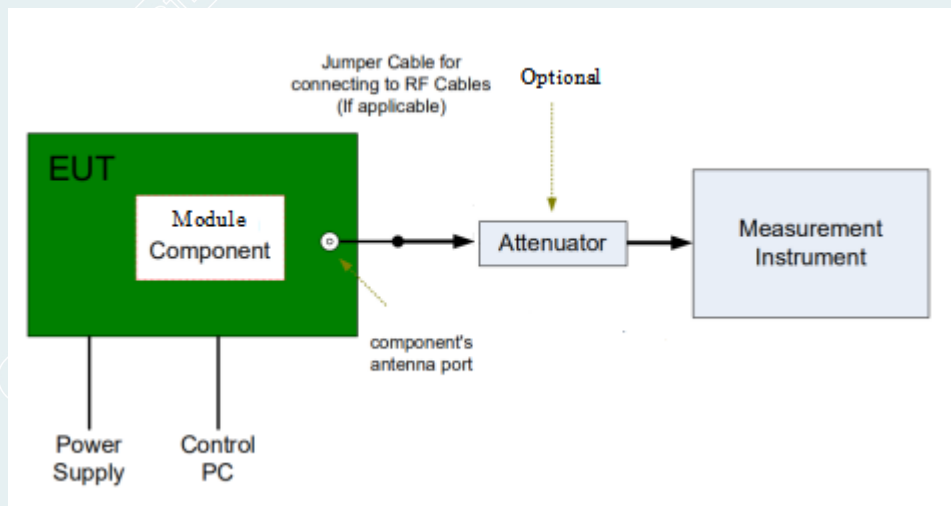 Jumper Cable for
connecting to RF Cables
(If applicable)
Optional
EUT
Module
Component
Attenuator
Measurement
Instrument
component's
antenna port
Power
Supply
Control
PC